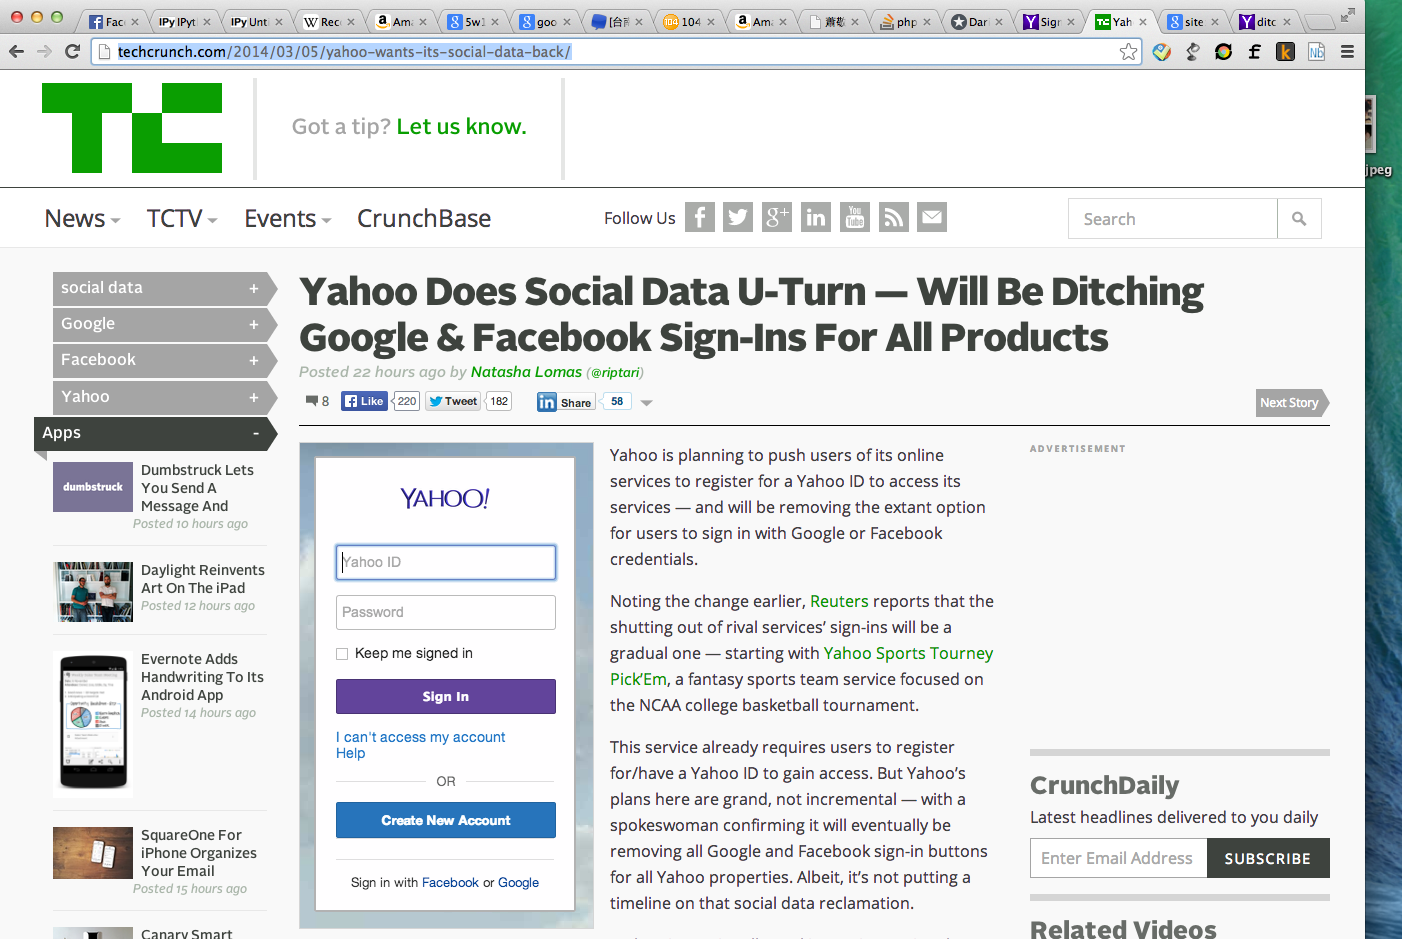 Fac
IPy IPyt
IPy Unti
W Rec
Ama
5w1
goo
[台南
104 104
Ama
蕭敬
php
Dari
Sign
TC Yah
site
ditc
techcrunch.com/2014/03/05/yahoo-wants-its-social-data-back/
jpeg
TC
Got a tip? Let us know.
News
TCTV
Events
CrunchBase
Follow Us
Search
social data +
Google +
Facebook +
Yahoo +
Apps -
dumbstruck
Dumbstruck Lets
You Send A
Message And
Posted 10 hours ago
Daylight Reinvents
Art On The iPad
Posted 12 hours ago
Evernote Adds
Handwriting To Its
Android App
Posted 14 hours ago
SquareOne For
iPhone Organizes
Your Email
Posted 15 hours ago
Canary Smart
Yahoo Does Social Data U-Turn — Will Be Ditching
Google & Facebook Sign-Ins For All Products
Posted 22 hours ago by Natasha Lomas (@riptari)
8 Like 220 Tweet 182 in Share 58
Next Story
YAHOO!
Yahoo ID
Password
Keep me signed in
Sign In
I can't access my account
Help
OR
Create New Account
Sign in with Facebook or Google
Yahoo is planning to push users of its online
services to register for a Yahoo ID to access its
services — and will be removing the extant option
for users to sign in with Google or Facebook
credentials.
Noting the change earlier, Reuters reports that the
shutting out of rival services’ sign-ins will be a
gradual one — starting with Yahoo Sports Tourney
Pick’Em, a fantasy sports team service focused on
the NCAA college basketball tournament.
This service already requires users to register
for/have a Yahoo ID to gain access. But Yahoo’s
plans here are grand, not incremental — with a
spokeswoman confirming it will eventually be
removing all Google and Facebook sign-in buttons
for all Yahoo properties. Albeit, it’s not putting a
timeline on that social data reclamation.
ADVERTISEMENT
CrunchDaily
Latest headlines delivered to you daily
Enter Email Address
SUBSCRIBE
Related Videos